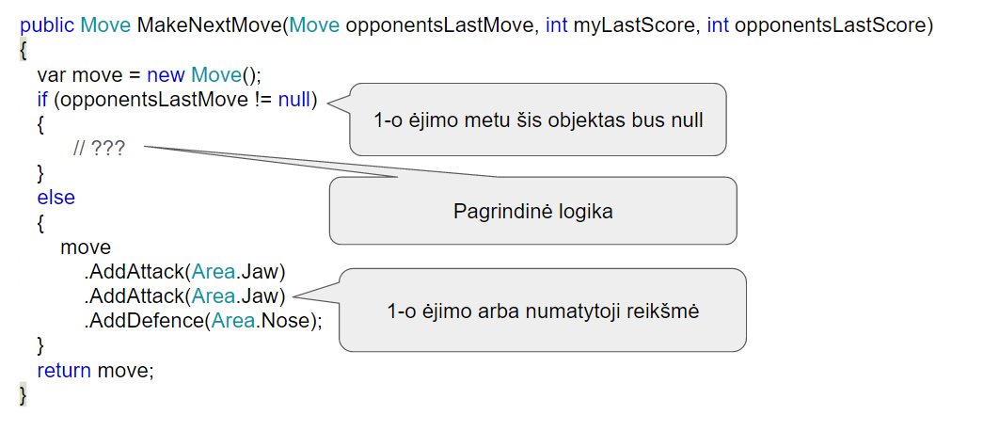 public Move MakeNextMove(Move opponentsLastMove, int myLastScore, int opponentsLastScore)
{
var move = new Move();
if (opponentsLastMove != null)
1-o ėjimo metu šis objektas bus null
{
// ???
}
Pagrindinė logika
else
{
move
.AddAttack(Area.Jaw)
.AddAttack(Area.Jaw)
1-o ėjimo arba numatytoji reikšmė
.AddDefence(Area.Nose);
}
return move;
}